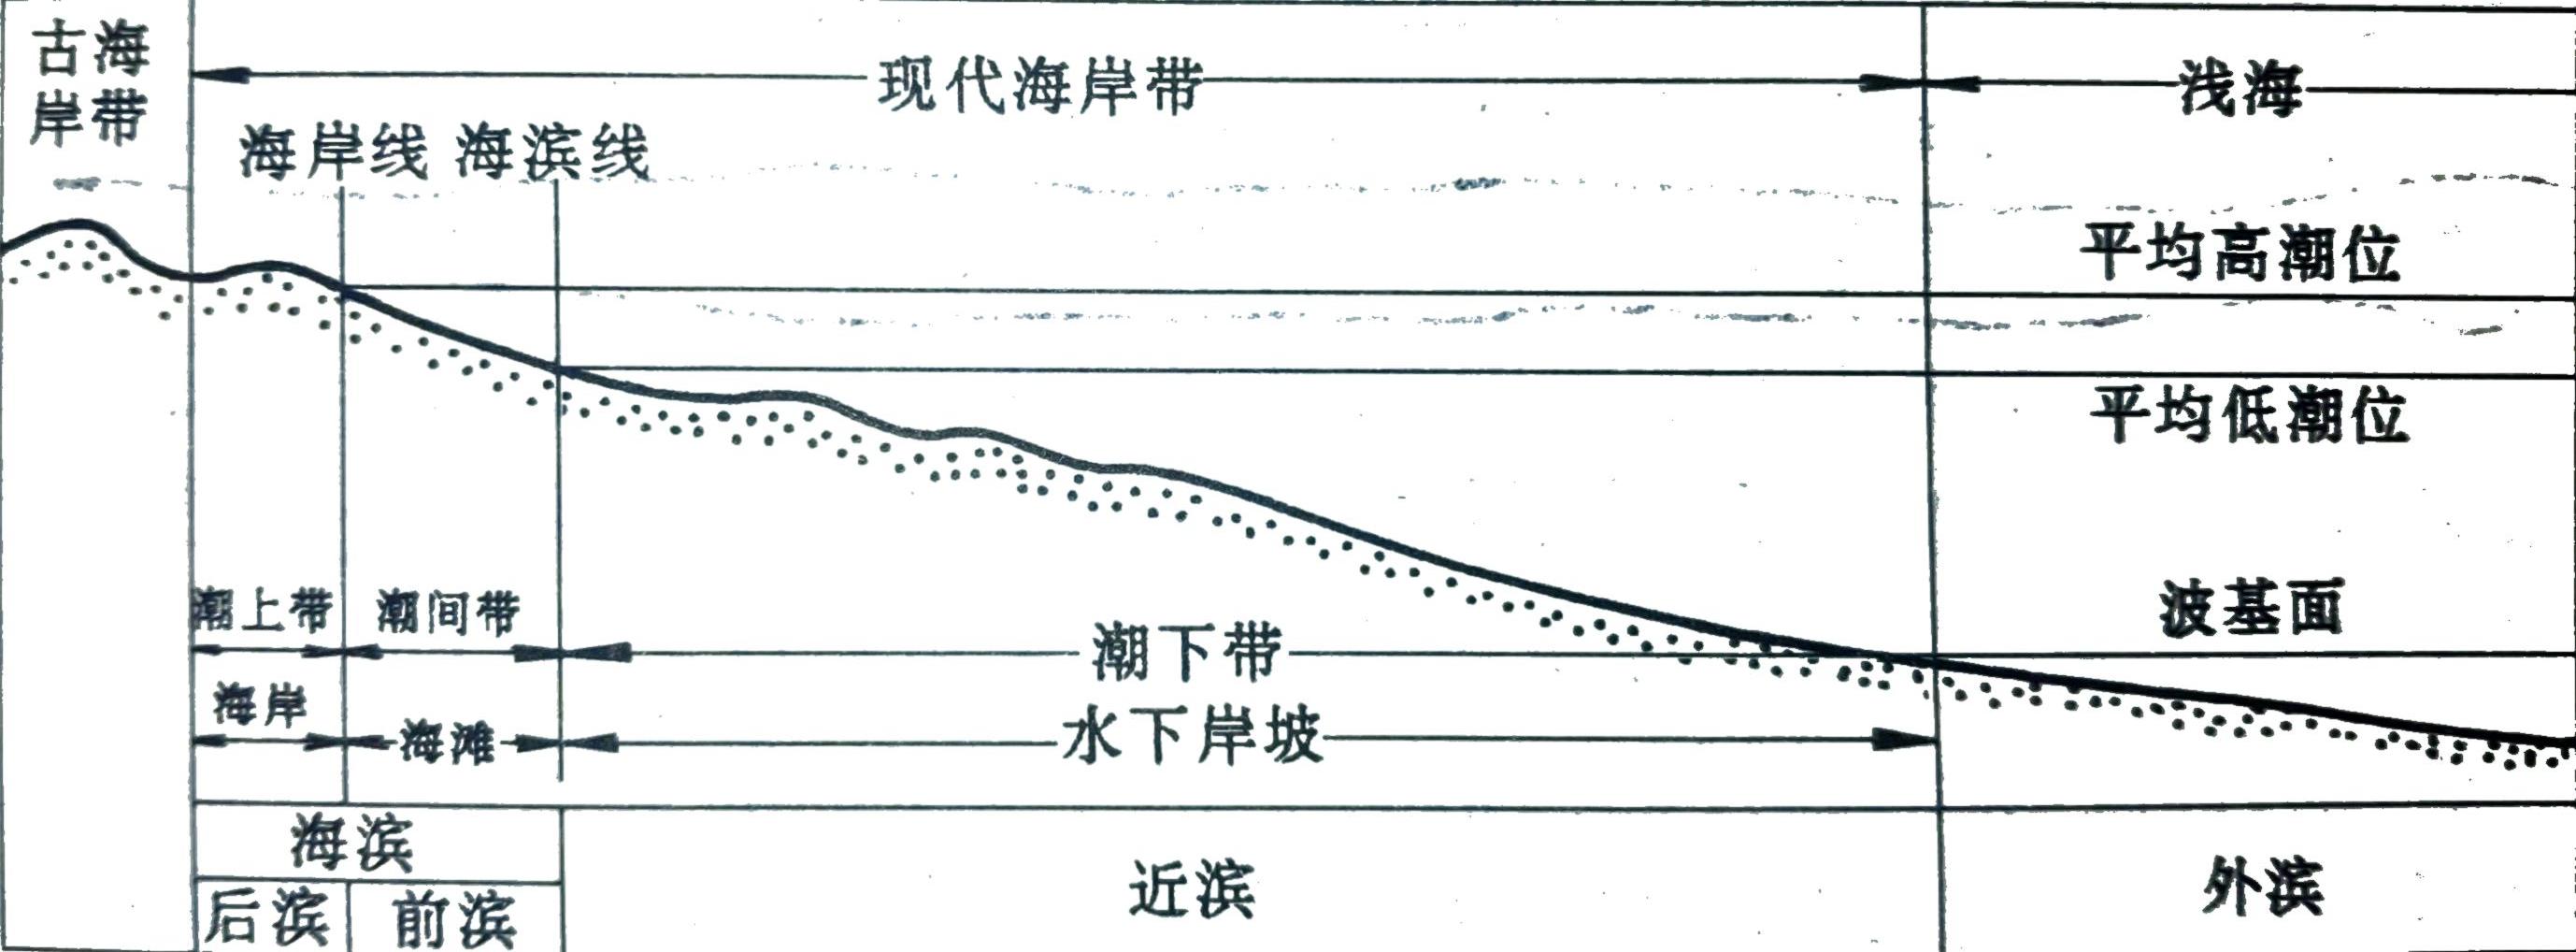 古海
岸带
现代海岸带
浅海
海岸线
海滨线
平均高潮位
平均低潮位
波基面
潮上带
潮间带
潮下带
海岸
海滩
水下岸坡
海滨
后滨
前滨
近滨
外滨